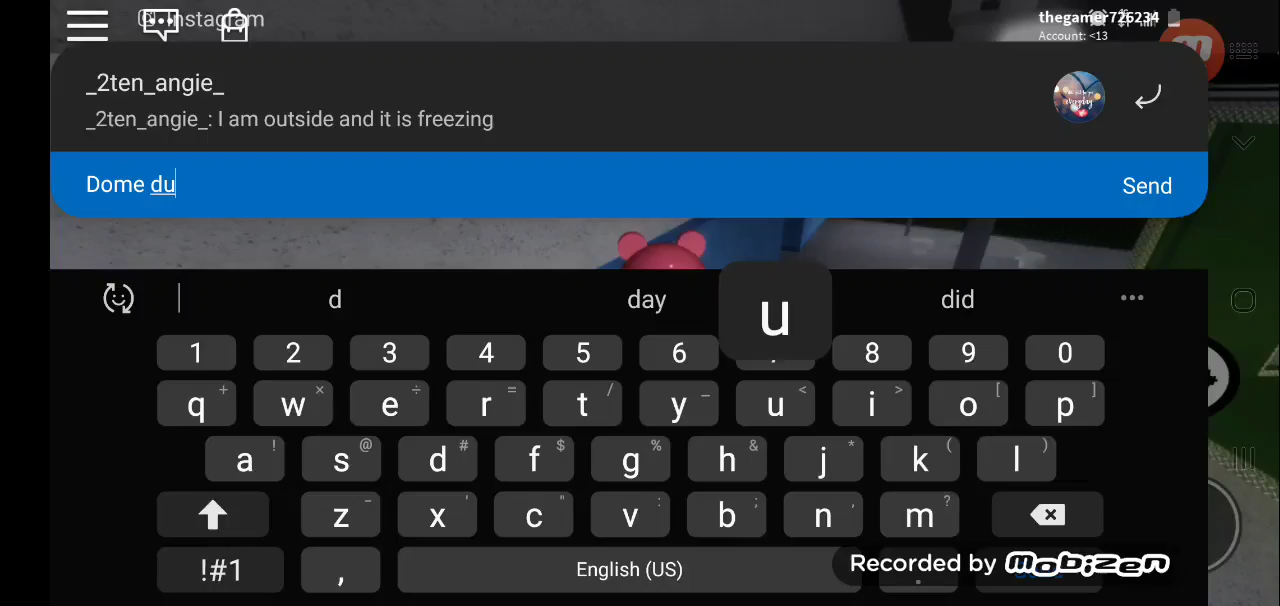 Instagram
thegamer726234
Account: <13
_2ten_angie_
_2ten_angie_: I am outside and it is freezing
Dome du
Send
d day did
u
1 2 3 4 5 6 8 9 0
+ × ÷ = / _ < > [ ]
q w e r t y u i o p
! @ # $ % & * ( )
a s d f g h j k l
- ' " : ; , ?
z x c v b n m
!#1 , English (US) .
Recorded by mobizen